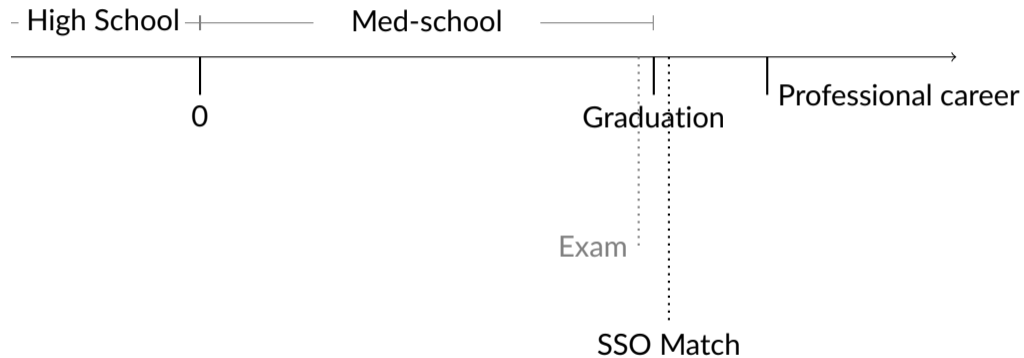 High School
Med-school
0
Graduation
Professional career
Exam
SSO Match